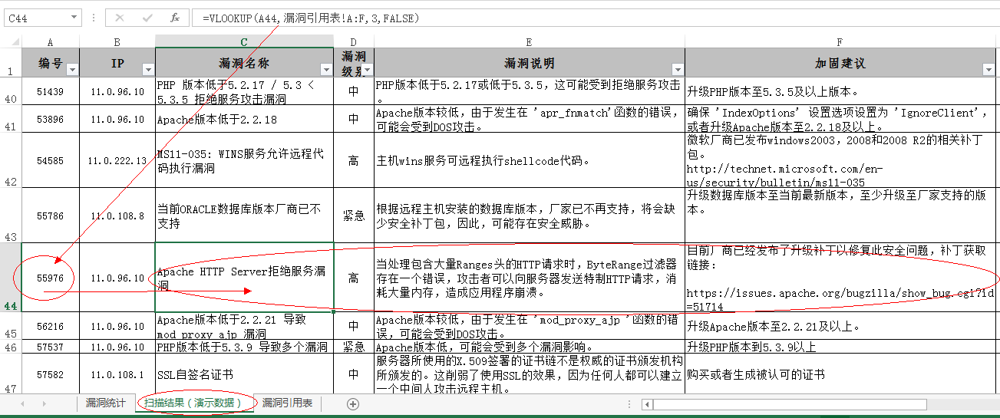 C44 =VLOOKUP(A44,漏洞引用表!A:F,3,FALSE)
A B C D E F
1 编号 IP 漏洞名称 漏洞级别 漏洞说明 加固建议
40 51439 11.0.96.10 PHP 版本低于5.2.17 / 5.3 <
5.3.5 拒绝服务攻击漏洞
中
PHP版本低于5.2.17或低于5.3.5，这可能受到拒绝服务攻击
。
升级PHP版本至5.3.5及以上版本。
41 53896 11.0.96.10 Apache版本低于2.2.18 中
Apache版本较低，由于发生在 'apr_fnmatch'函数的错误，
可能会受到DOS攻击。
确保 'IndexOptions' 设置选项设置为 'IgnoreClient'，
或者升级Apache版本至2.2.18及以上。
42 54585 11.0.222.13
MS11-035: WINS服务允许远程代
码执行漏洞
高
主机wins服务可远程执行shellcode代码。
微软厂商已发布windows2003，2008和2008 R2的相关补丁
包。
http://technet.microsoft.com/en-
us/security/bulletin/ms11-035
43 55786 11.0.108.8
当前ORACLE数据库版本厂商已不
支持
紧急
根据远程主机安装的数据库版本，厂家已不再支持，将会缺
少安全补丁包，因此，可能存在安全威胁。
升级数据库版本至当前最新版本，至少升级至厂家支持的版
本。
44 55976 11.0.96.10
Apache HTTP Server拒绝服务漏
洞
高
当处理包含大量Ranges头的HTTP请求时，ByteRange过滤器
存在一个错误，攻击者可以向服务器发送特制HTTP请求，消
耗大量内存，造成应用程序崩溃。
目前厂商已经发布了升级补丁以修复此安全问题，补丁获取
链接：
https://issues.apache.org/bugzilla/show_bug.cgi?id
=51714
45 56216 11.0.96.10
Apache版本低于2.2.21 导致
mod_proxy_ajp 漏洞
中
Apache版本较低，由于发生在 'mod_proxy_ajp '函数的错
误，可能会受到DOS攻击。
升级Apache版本至2.2.21及以上。
46 57537 11.0.96.10 PHP版本低于5.3.9 导致多个漏洞 紧急 Apache版本低，可能会受到多个漏洞影响。 升级PHP版本到5.3.9以上
47 57582 11.0.108.1 SSL自签名证书 中
服务器所使用的X.509签署的证书链不是权威的证书颁发机构
所颁发的。这削弱了使用SSL的效果，因为任何人都可以建立
一个中间人攻击远程主机。
购买或者生成被认可的证书
漏洞统计 扫描结果（演示数据） 漏洞引用表